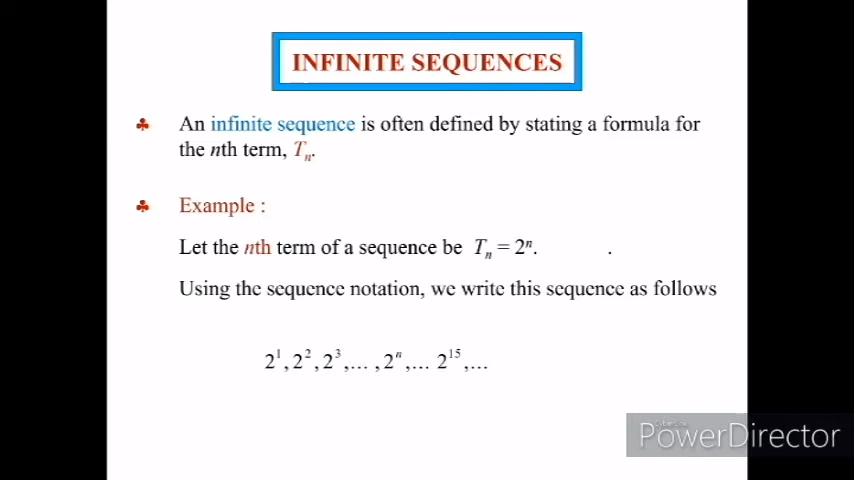 INFINITE SEQUENCES
♣ An infinite sequence is often defined by stating a formula for
the nth term, Tₙ.
♣ Example :
Let the nth term of a sequence be Tₙ = 2ⁿ. .
Using the sequence notation, we write this sequence as follows
2¹, 2², 2³,... , 2ⁿ,... 2¹⁵,...
CyberLink
PowerDirector